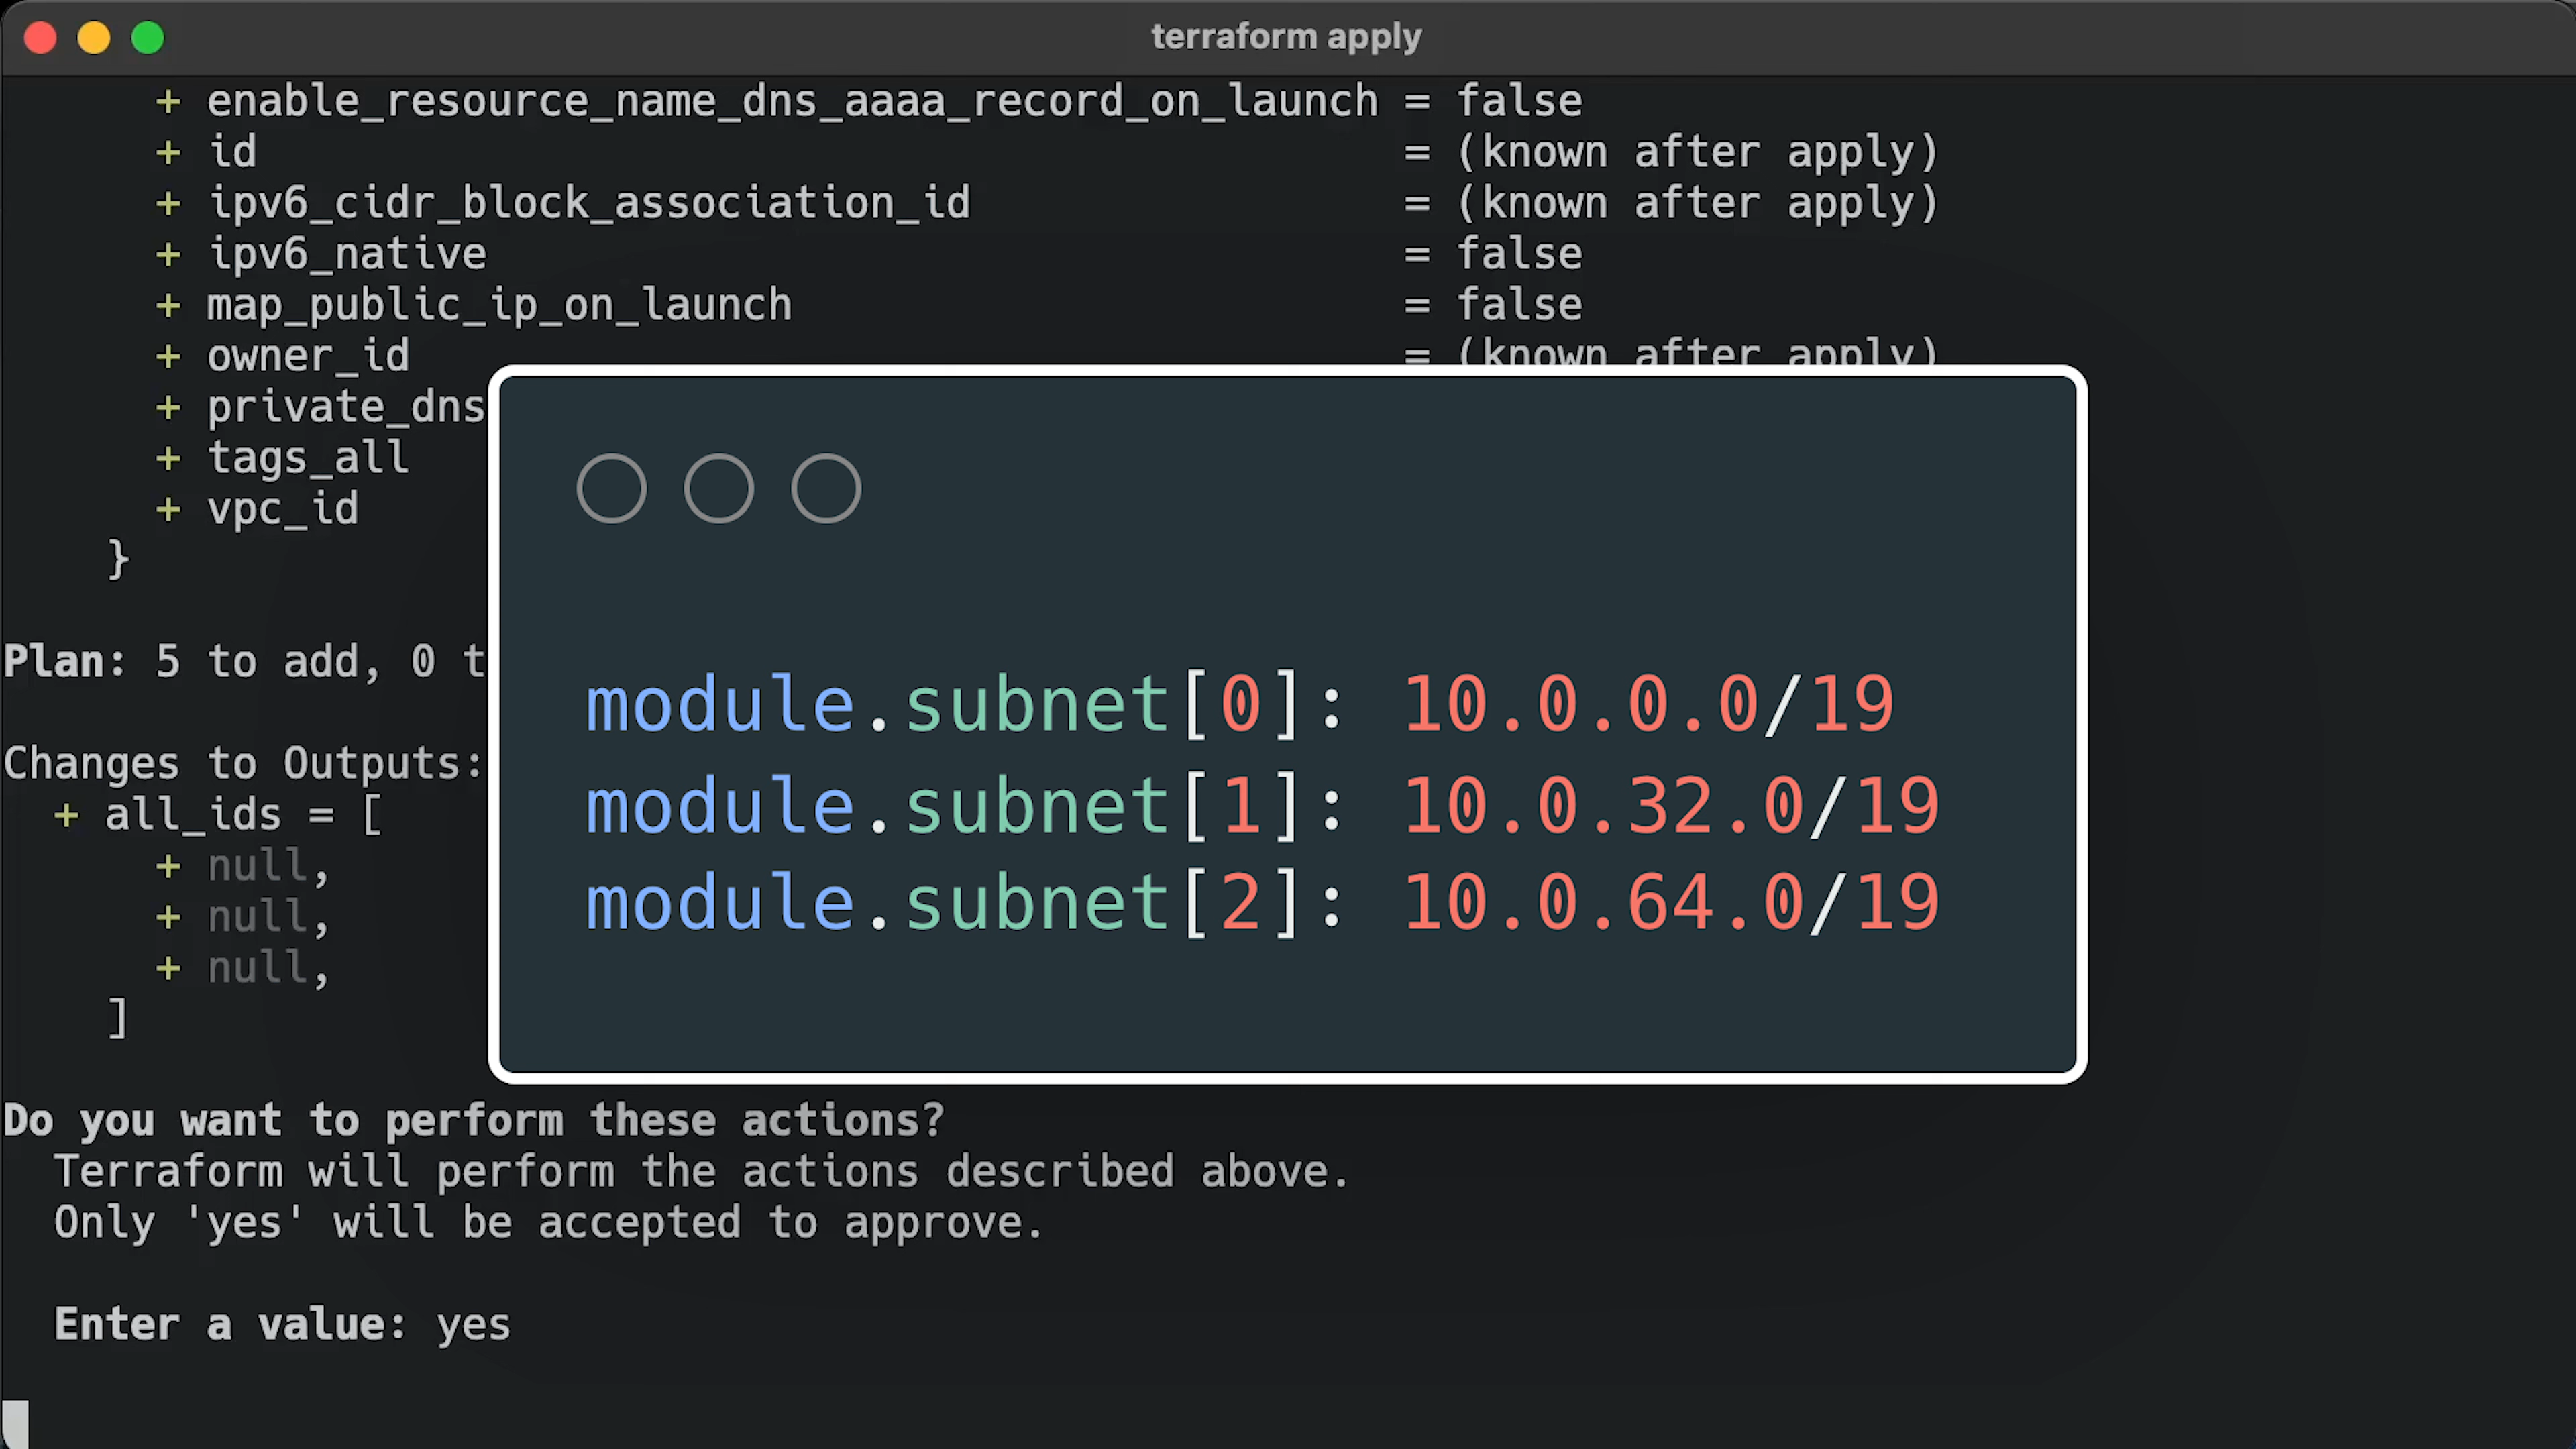 terraform apply
+ enable_resource_name_dns_aaaa_record_on_launch = false
+ id = (known after apply)
+ ipv6_cidr_block_association_id = (known after apply)
+ ipv6_native = false
+ map_public_ip_on_launch = false
+ owner_id = (known after apply)
+ private_dns
+ tags_all
+ vpc_id
}
Plan: 5 to add, 0 t
Changes to Outputs:
+ all_ids = [
+ null,
+ null,
+ null,
]
module.subnet[0]: 10.0.0.0/19
module.subnet[1]: 10.0.32.0/19
module.subnet[2]: 10.0.64.0/19
Do you want to perform these actions?
Terraform will perform the actions described above.
Only 'yes' will be accepted to approve.
Enter a value: yes